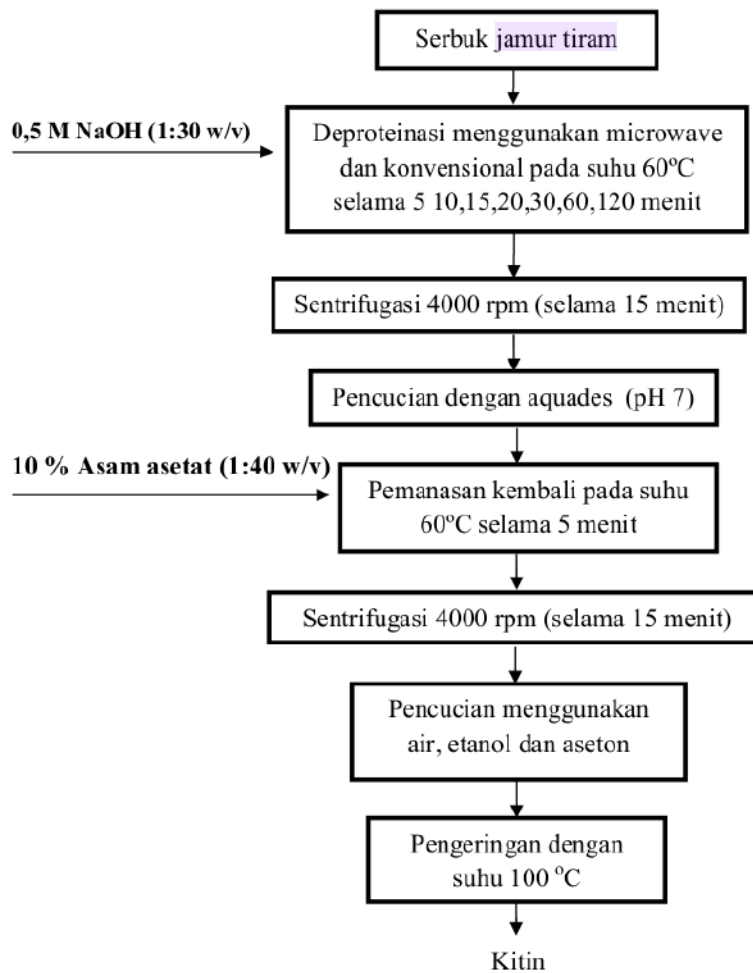 Serbuk jamur tiram
0,5 M NaOH (1:30 w/v)
Deproteinasi menggunakan microwave
dan konvensional pada suhu 60ºC
selama 5 10,15,20,30,60,120 menit
Sentrifugasi 4000 rpm (selama 15 menit)
Pencucian dengan aquades (pH 7)
10 % Asam asetat (1:40 w/v)
Pemanasan kembali pada suhu
60ºC selama 5 menit
Sentrifugasi 4000 rpm (selama 15 menit)
Pencucian menggunakan
air, etanol dan aseton
Pengeringan dengan
suhu 100 ºC
Kitin